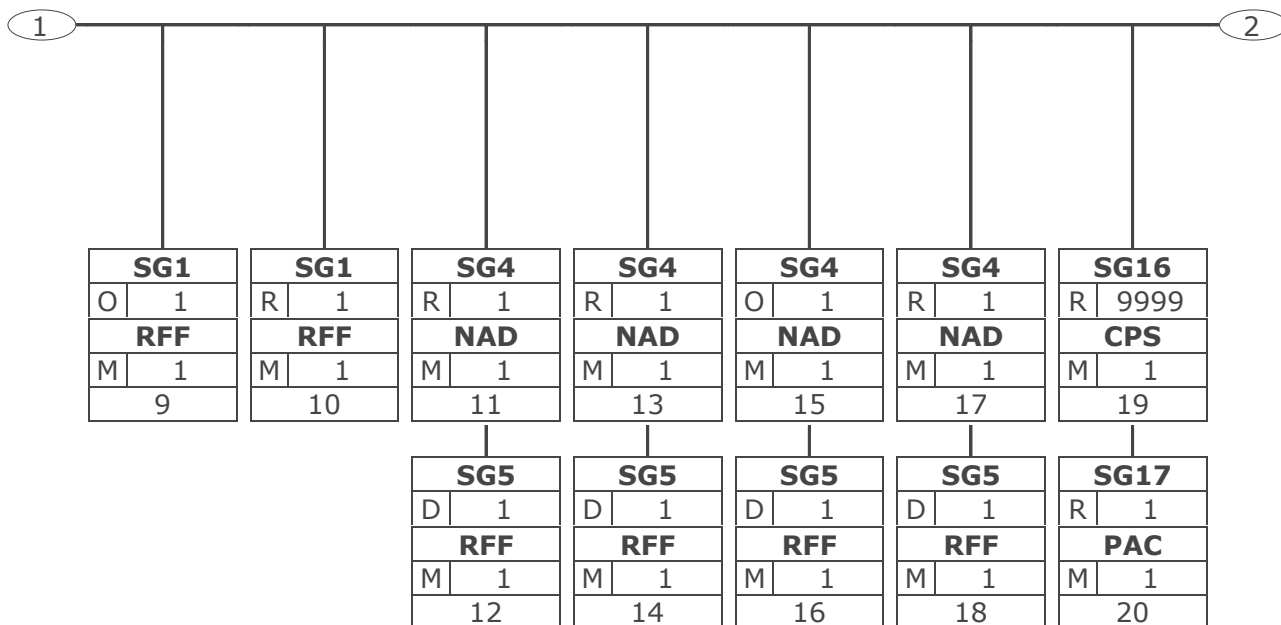 1 2
SG1 SG1 SG4 SG4 SG4 SG4 SG16
O 1 R 1 R 1 R 1 O 1 R 1 R 9999
RFF RFF NAD NAD NAD NAD CPS
M 1 M 1 M 1 M 1 M 1 M 1 M 1
9 10 11 13 15 17 19
SG5 SG5 SG5 SG5 SG17
D 1 D 1 D 1 D 1 R 1
RFF RFF RFF RFF PAC
M 1 M 1 M 1 M 1 M 1
12 14 16 18 20